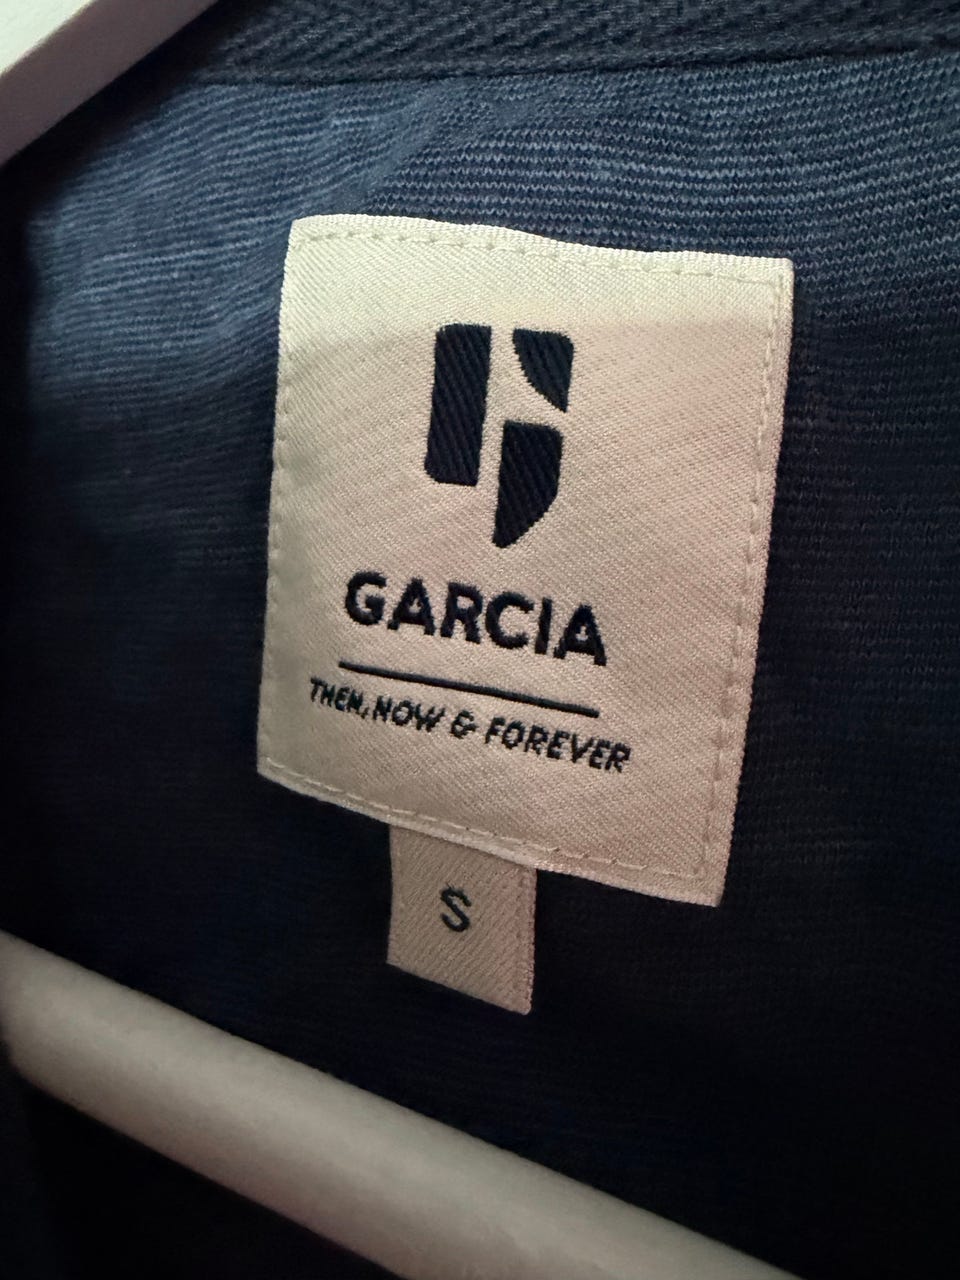 GARCIA
THEN, NOW & FOREVER
S